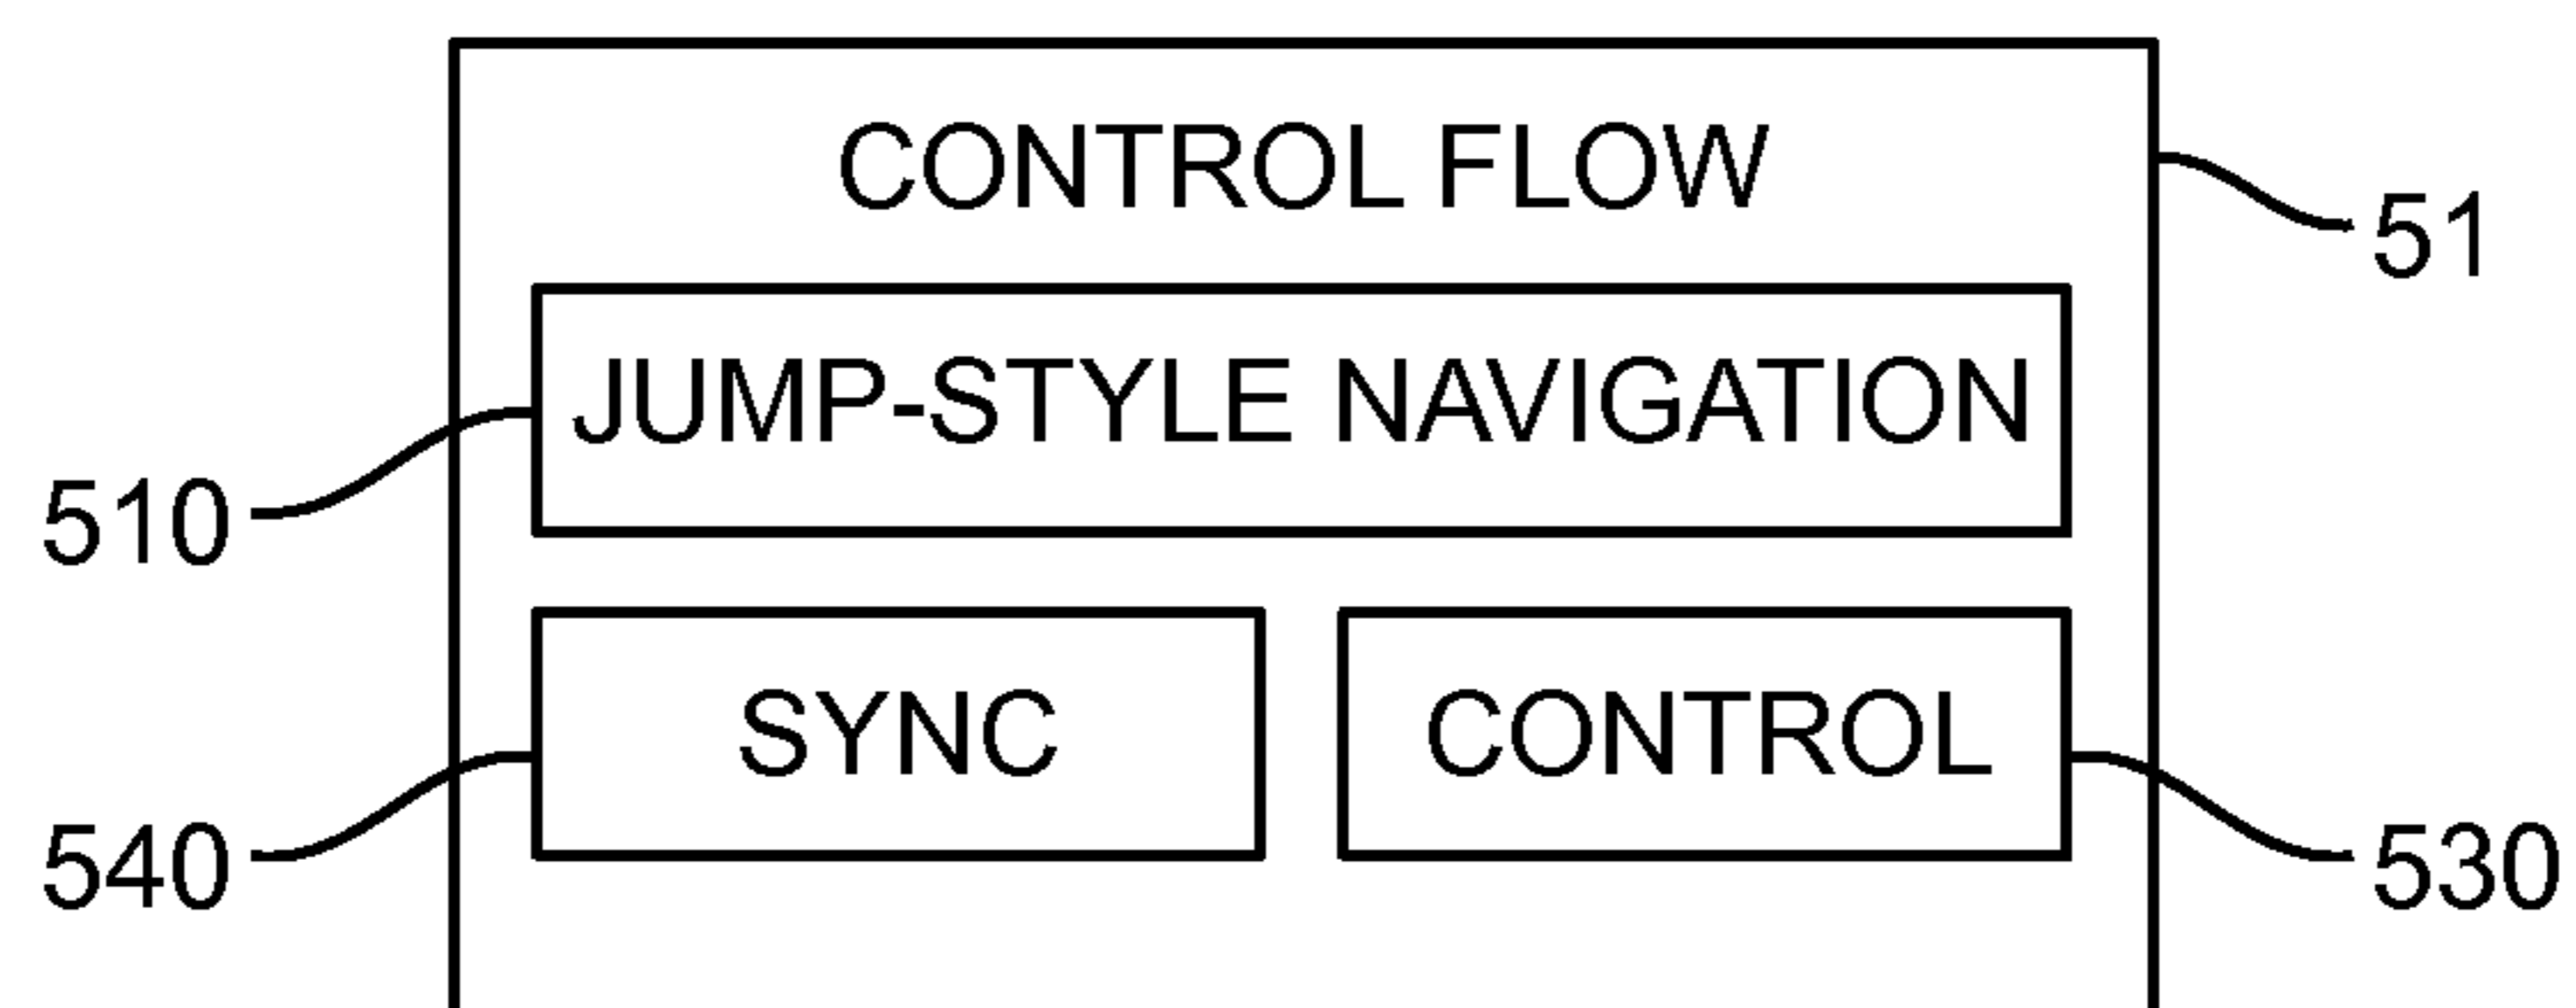 CONTROL FLOW
51
JUMP-STYLE NAVIGATION
510
SYNC
CONTROL
540
530